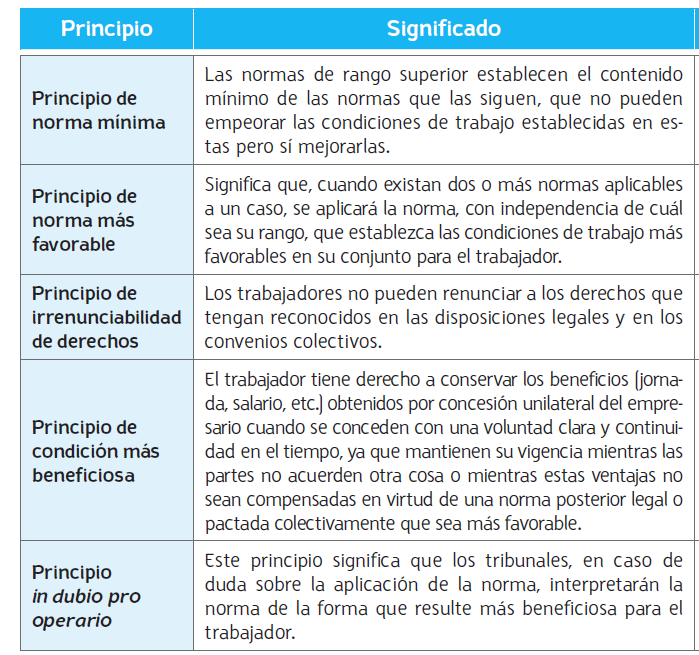 Principio
Significado
Principio de
norma mínima
Las normas de rango superior establecen el contenido
mínimo de las normas que las siguen, que no pueden
empeorar las condiciones de trabajo establecidas en es-
tas pero sí mejorarlas.
Principio de
norma más
favorable
Significa que, cuando existan dos o más normas aplicables
a un caso, se aplicará la norma, con independencia de cuál
sea su rango, que establezca las condiciones de trabajo más
favorables en su conjunto para el trabajador.
Principio de
irrenunciabilidad
de derechos
Los trabajadores no pueden renunciar a los derechos que
tengan reconocidos en las disposiciones legales y en los
convenios colectivos.
Principio de
condición más
beneficiosa
El trabajador tiene derecho a conservar los beneficios (jorna-
da, salario, etc.) obtenidos por concesión unilateral del empre-
sario cuando se conceden con una voluntad clara y continui-
dad en el tiempo, ya que mantienen su vigencia mientras las
partes no acuerden otra cosa o mientras estas ventajas no
sean compensadas en virtud de una norma posterior legal o
pactada colectivamente que sea más favorable.
Principio
in dubio pro
operario
Este principio significa que los tribunales, en caso de
duda sobre la aplicación de la norma, interpretarán la
norma de la forma que resulte más beneficiosa para el
trabajador.